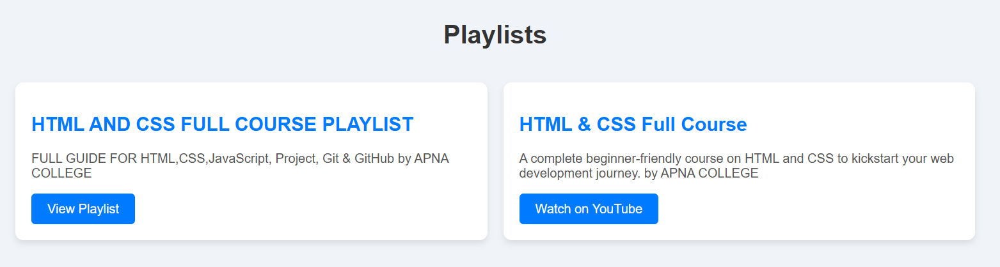 Playlists
HTML AND CSS FULL COURSE PLAYLIST
FULL GUIDE FOR HTML,CSS,JavaScript, Project, Git & GitHub by APNA
COLLEGE
View Playlist
HTML & CSS Full Course
A complete beginner-friendly course on HTML and CSS to kickstart your web
development journey. by APNA COLLEGE
Watch on YouTube